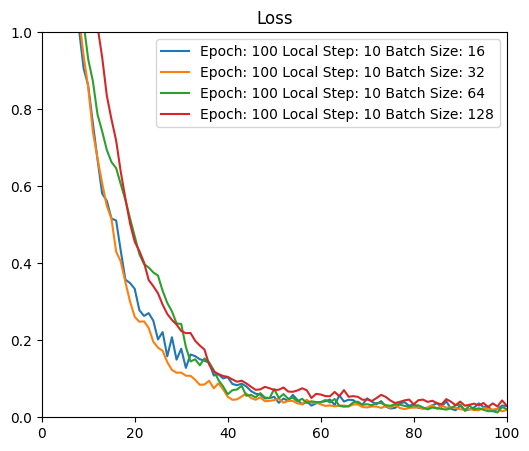 Loss
Epoch: 100 Local Step: 10 Batch Size: 16
Epoch: 100 Local Step: 10 Batch Size: 32
Epoch: 100 Local Step: 10 Batch Size: 64
Epoch: 100 Local Step: 10 Batch Size: 128
1.0
0.8
0.6
0.4
0.2
0.0
0 20 40 60 80 100